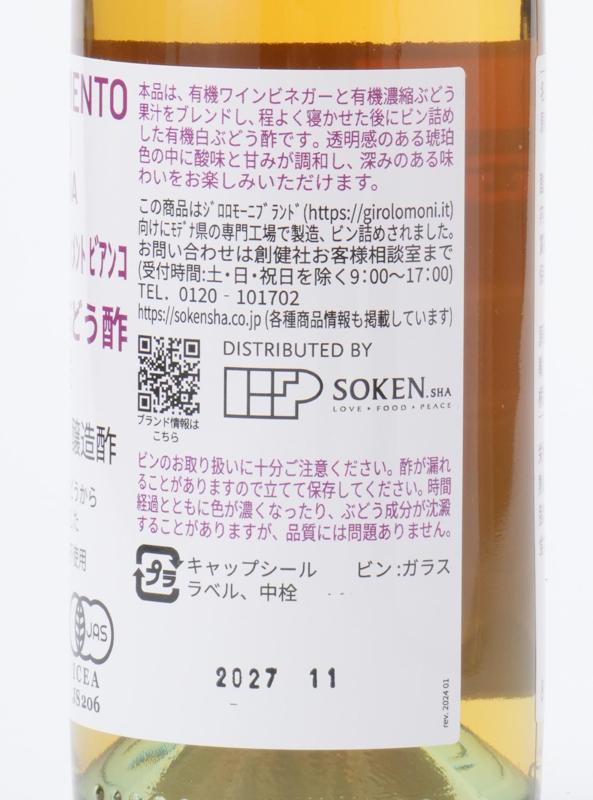 ENTO
A
ント ビアンコ
どう酢
醸造酢
どうから
した
使用
JAS
ICEA
JS206
本品は、有機ワインビネガーと有機濃縮ぶどう
果汁をブレンドし、程よく寝かせた後にビン詰め
した有機白ぶどう酢です。透明感のある琥珀
色の中に酸味と甘みが調和し、深みのある味
わいをお楽しみいただけます。
この商品はジロロモーニブランド(https://girolomoni.it)
向けにモデナ県の専門工場で製造、ビン詰めされました。
お問い合わせは創健社お客様相談室まで
(受付時間:土・日・祝日を除く9:00〜17:00)
TEL. 0120‐101702
https://sokensha.co.jp (各種商品情報も掲載しています)
ブランド情報は
こちら
DISTRIBUTED BY
SOKEN.SHA
LOVE・FOOD・PEACE
ビンのお取り扱いに十分ご注意ください。酢が漏れ
ることがありますので立てて保存してください。時間
経過とともに色が濃くなったり、ぶどう成分が沈澱
することがありますが、品質には問題ありません。
プラ
キャップシール ビン:ガラス
ラベル、中栓
2027 11
rev. 2024 01